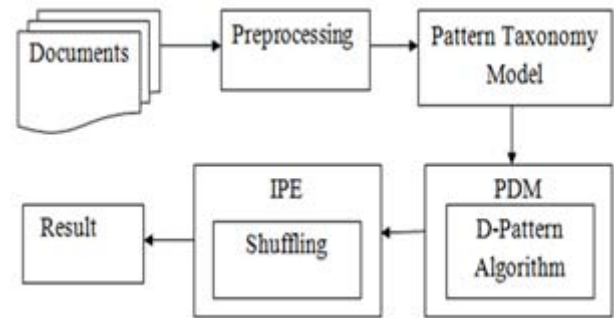 Documents
Preprocessing
Pattern Taxonomy
Model
PDM
D-Pattern
Algorithm
IPE
Shuffling
Result